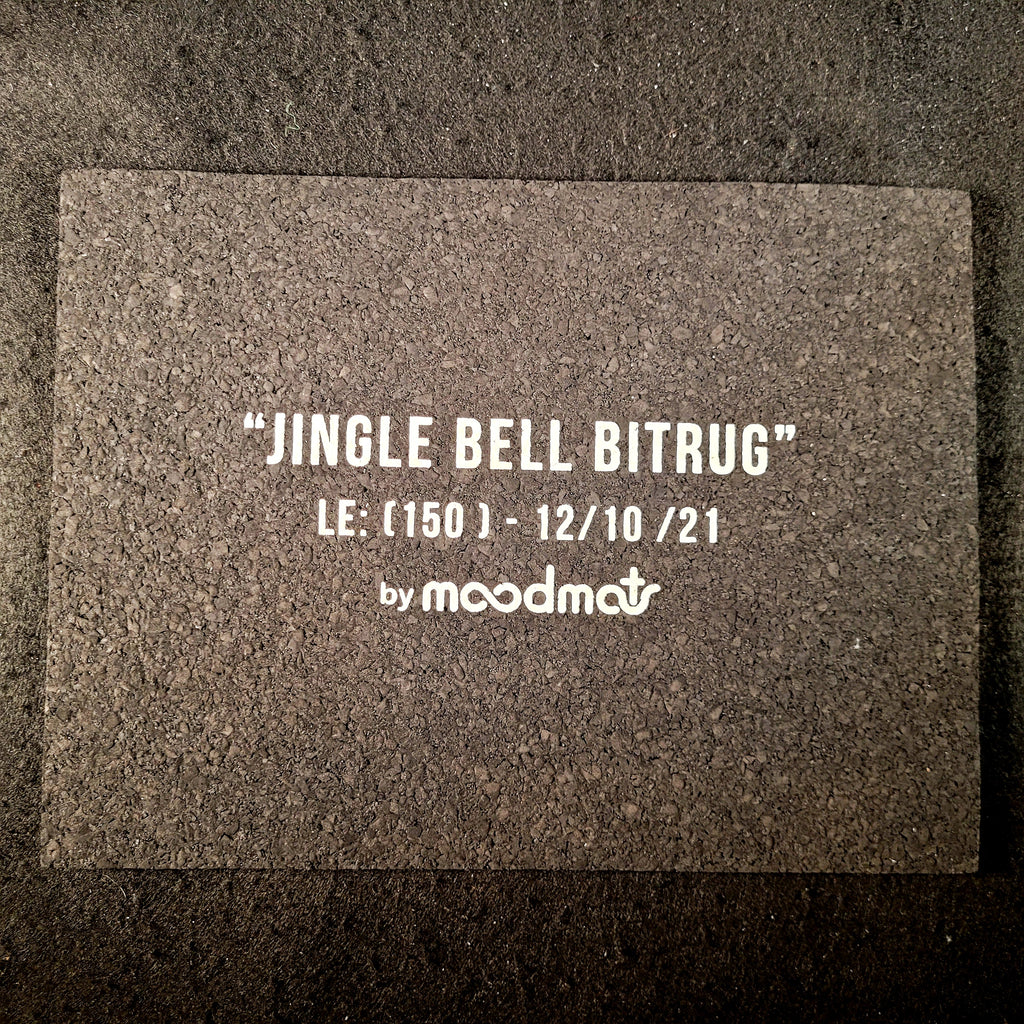 “JINGLE BELL BITRUG”
LE: (150 ) - 12/10 /21
by moodmats